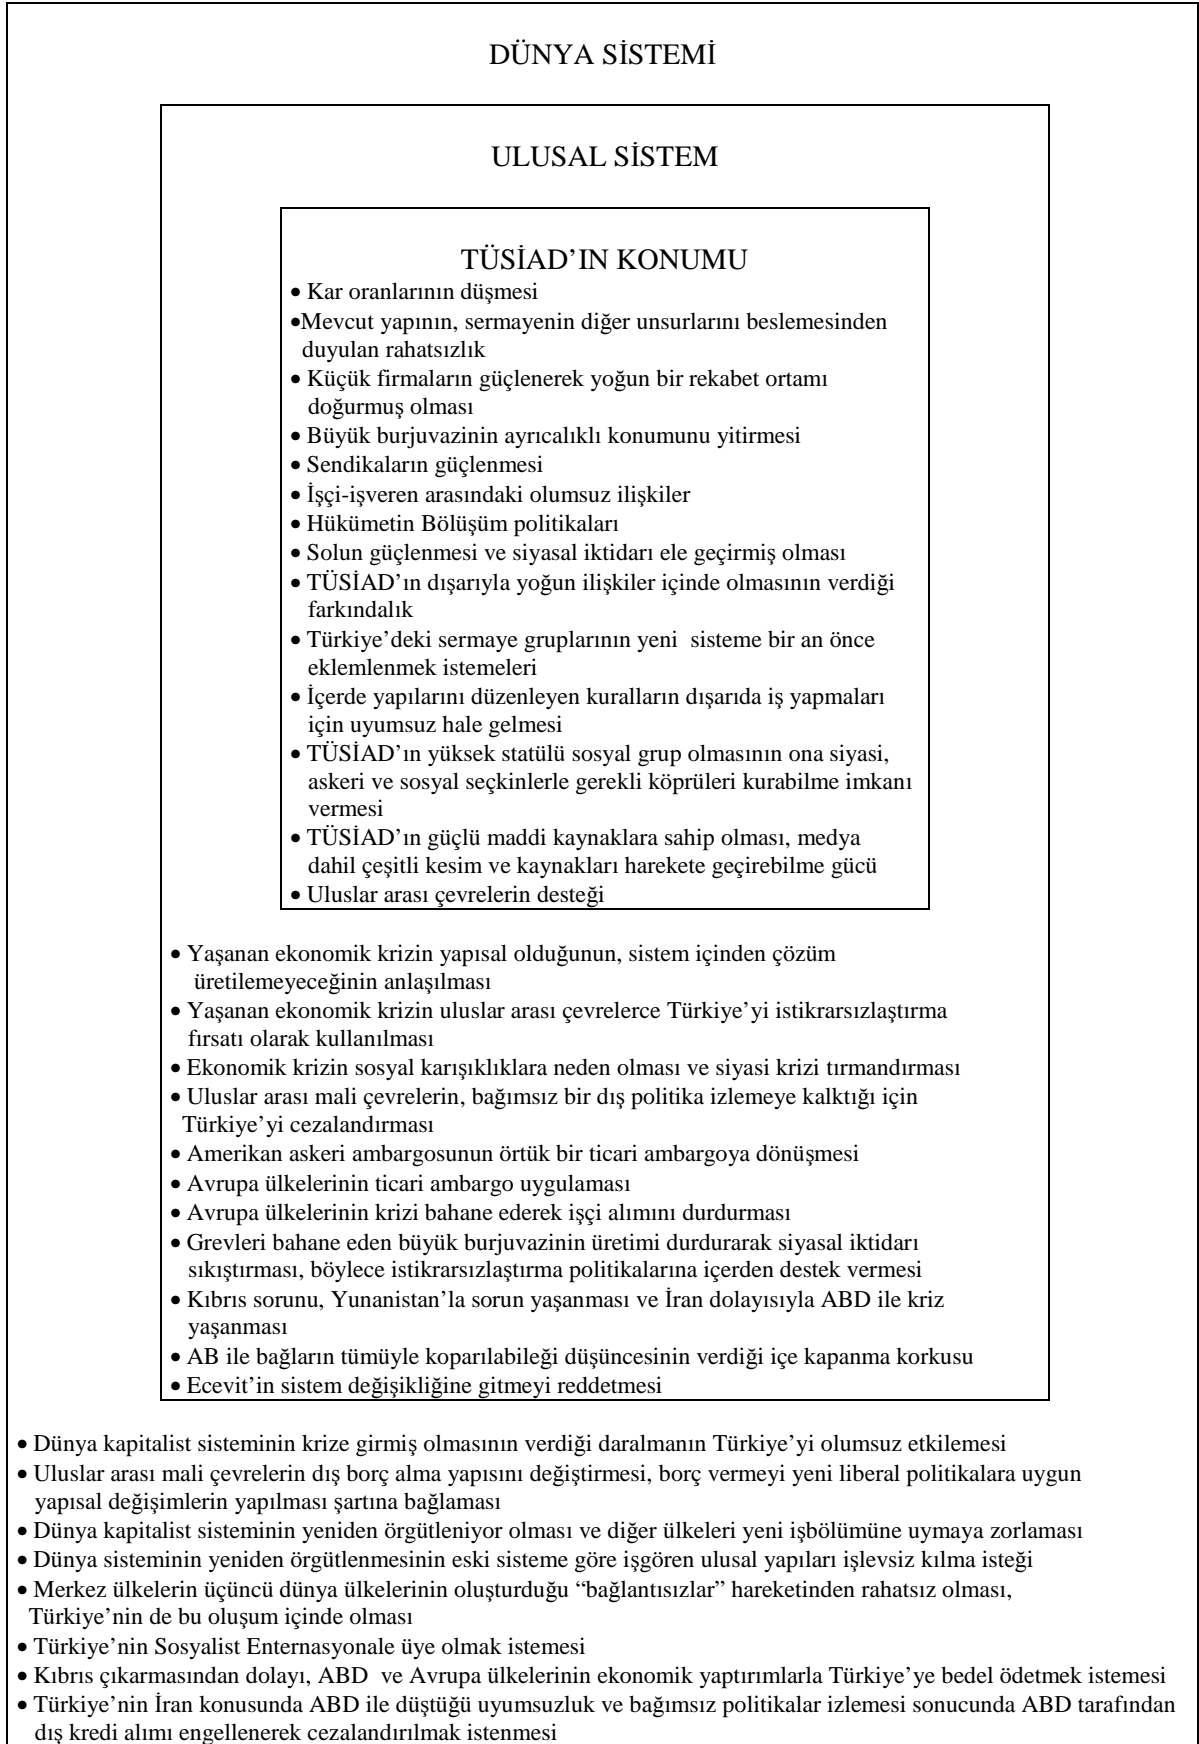 DÜNYA SİSTEMİ
ULUSAL SİSTEM
TÜSİAD’IN KONUMU
• Kar oranlarının düşmesi
•Mevcut yapının, sermayenin diğer unsurlarını beslemesinden
duyulan rahatsızlık
• Küçük firmaların güçlenerek yoğun bir rekabet ortamı
doğurmuş olması
• Büyük burjuvazinin ayrıcalıklı konumunu yitirmesi
• Sendikaların güçlenmesi
• İşçi-işveren arasındaki olumsuz ilişkiler
• Hükümetin Bölüşüm politikaları
• Solun güçlenmesi ve siyasal iktidarı ele geçirmiş olması
• TÜSİAD’ın dışarıyla yoğun ilişkiler içinde olmasının verdiği
farkındalık
• Türkiye’deki sermaye gruplarının yeni  sisteme bir an önce
eklemlenmek istemeleri
• İçerde yapılarını düzenleyen kuralların dışarıda iş yapmaları
için uyumsuz hale gelmesi
• TÜSİAD’ın yüksek statülü sosyal grup olmasının ona siyasi,
askeri ve sosyal seçkinlerle gerekli köprüleri kurabilme imkanı
vermesi
• TÜSİAD’ın güçlü maddi kaynaklara sahip olması, medya
dahil çeşitli kesim ve kaynakları harekete geçirebilme gücü
• Uluslar arası çevrelerin desteği
• Yaşanan ekonomik krizin yapısal olduğunun, sistem içinden çözüm
üretilemeyeceğinin anlaşılması
• Yaşanan ekonomik krizin uluslar arası çevrelerce Türkiye’yi istikrarsızlaştırma
fırsatı olarak kullanılması
• Ekonomik krizin sosyal karışıklıklara neden olması ve siyasi krizi tırmandırması
• Uluslar arası mali çevrelerin, bağımsız bir dış politika izlemeye kalktığı için
Türkiye’yi cezalandırması
• Amerikan askeri ambargosunun örtük bir ticari ambargoya dönüşmesi
• Avrupa ülkelerinin ticari ambargo uygulaması
• Avrupa ülkelerinin krizi bahane ederek işçi alımını durdurması
• Grevleri bahane eden büyük burjuvazinin üretimi durdurarak siyasal iktidarı
sıkıştırması, böylece istikrarsızlaştırma politikalarına içerden destek vermesi
• Kıbrıs sorunu, Yunanistan’la sorun yaşanması ve İran dolayısıyla ABD ile kriz
yaşanması
• AB ile bağların tümüyle koparılabileği düşüncesinin verdiği içe kapanma korkusu
• Ecevit’in sistem değişikliğine gitmeyi reddetmesi
• Dünya kapitalist sisteminin krize girmiş olmasının verdiği daralmanın Türkiye’yi olumsuz etkilemesi
• Uluslar arası mali çevrelerin dış borç alma yapısını değiştirmesi, borç vermeyi yeni liberal politikalara uygun
yapısal değişimlerin yapılması şartına bağlaması
• Dünya kapitalist sisteminin yeniden örgütleniyor olması ve diğer ülkeleri yeni işbölümüne uymaya zorlaması
• Dünya sisteminin yeniden örgütlenmesinin eski sisteme göre işgören ulusal yapıları işlevsiz kılma isteği
• Merkez ülkelerin üçüncü dünya ülkelerinin oluşturduğu “bağlantısızlar” hareketinden rahatsız olması,
Türkiye’nin de bu oluşum içinde olması
• Türkiye’nin Sosyalist Enternasyonale üye olmak istemesi
• Kıbrıs çıkarmasından dolayı, ABD  ve Avrupa ülkelerinin ekonomik yaptırımlarla Türkiye’ye bedel ödetmek istemesi
• Türkiye’nin İran konusunda ABD ile düştüğü uyumsuzluk ve bağımsız politikalar izlemesi sonucunda ABD tarafından
dış kredi alımı engellenerek cezalandırılmak istenmesi